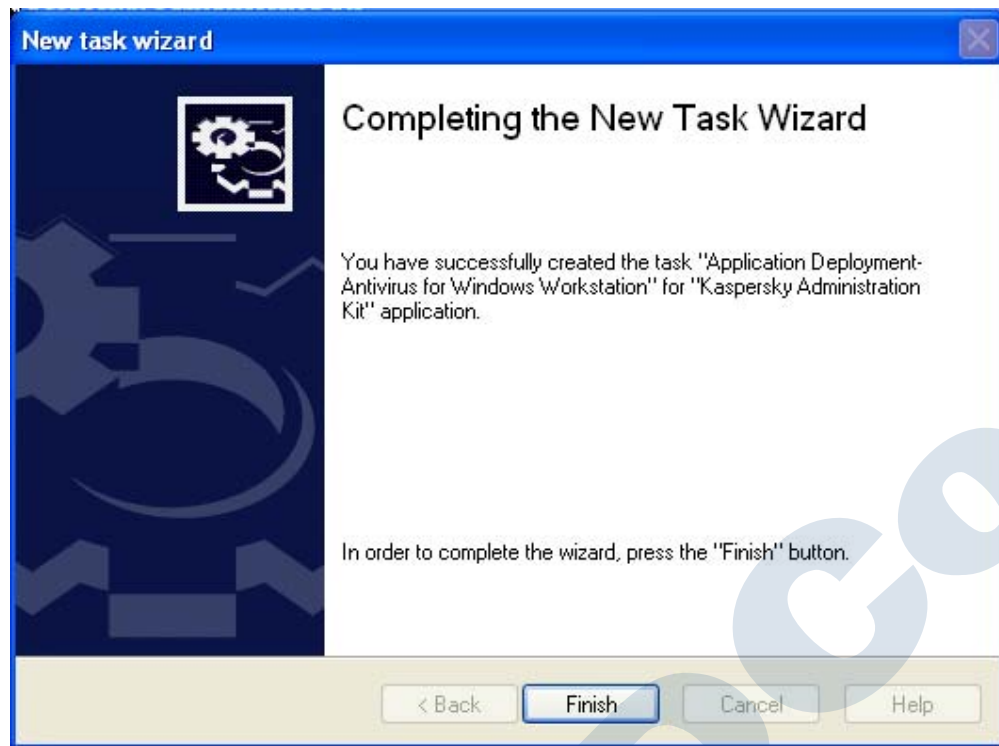 New task wizard
Completing the New Task Wizard
You have successfully created the task "Application Deployment-
Antivirus for Windows Workstation" for "Kaspersky Administration
Kit" application.
In order to complete the wizard, press the "Finish" button.
< Back Finish Cancel Help